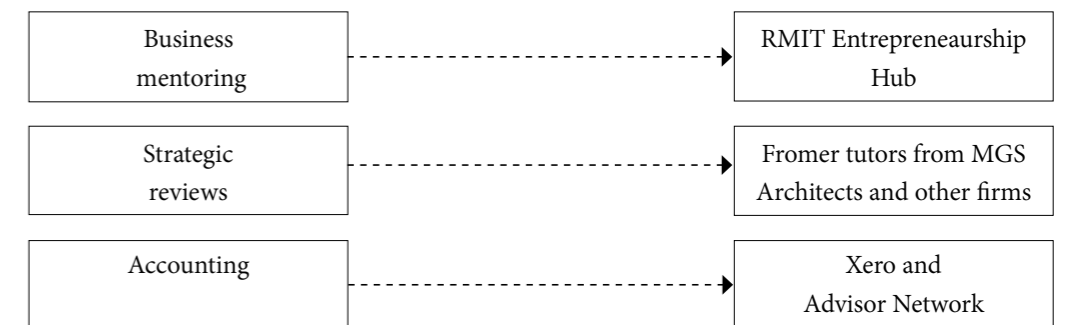 Business
mentoring
RMIT Entrepreneaurship
Hub
Strategic
reviews
Fromer tutors from MGS
Architects and other firms
Accounting
Xero and
Advisor Network